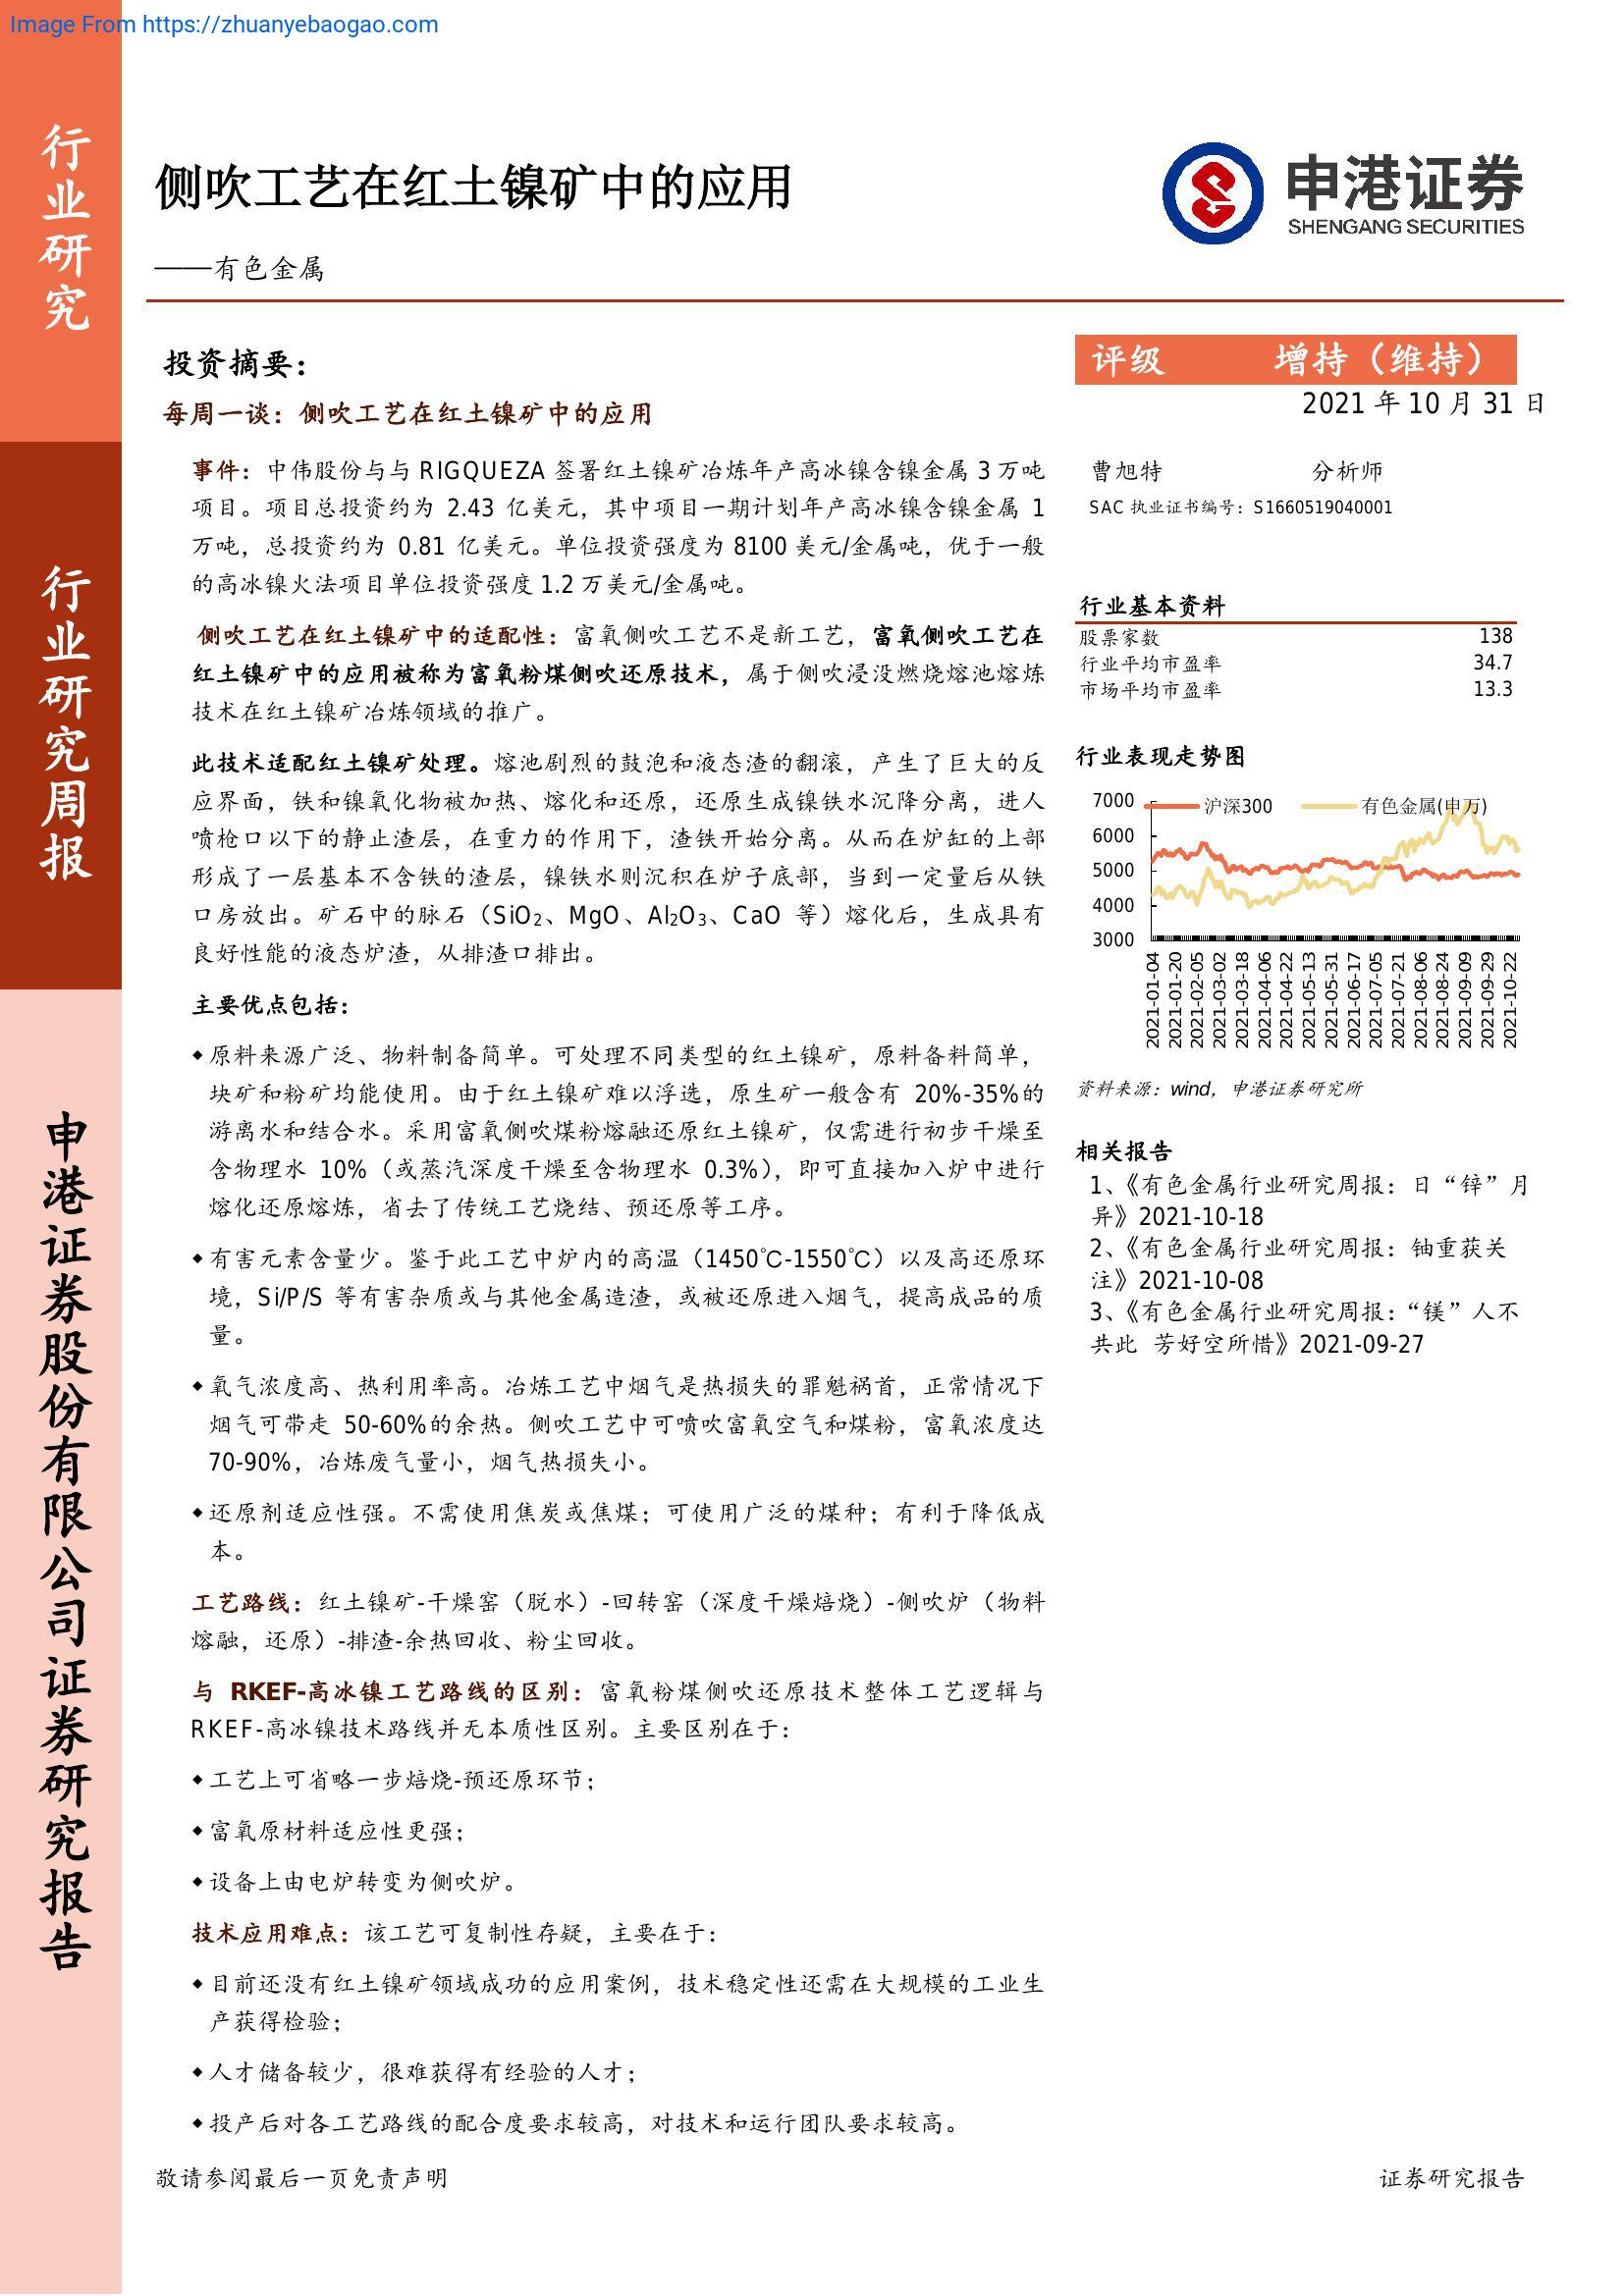 Image From https://zhuanyebaogao.com
行业研究
行业研究周报
申港证券股份有限公司证券研究报告
侧吹工艺在红土镍矿中的应用
——有色金属
申港证券
SHENGANG SECURITIES
投资摘要：
每周一谈：侧吹工艺在红土镍矿中的应用
事件：中伟股份与与 RIGQUEZA 签署红土镍矿冶炼年产高冰镍含镍金属 3 万吨
项目。项目总投资约为 2.43 亿美元，其中项目一期计划年产高冰镍含镍金属 1
万吨，总投资约为 0.81 亿美元。单位投资强度为 8100 美元/金属吨，优于一般
的高冰镍火法项目单位投资强度 1.2 万美元/金属吨。
侧吹工艺在红土镍矿中的适配性：富氧侧吹工艺不是新工艺，富氧侧吹工艺在
红土镍矿中的应用被称为富氧粉煤侧吹还原技术，属于侧吹浸没燃烧熔池熔炼
技术在红土镍矿冶炼领域的推广。
此技术适配红土镍矿处理。熔池剧烈的鼓泡和液态渣的翻滚，产生了巨大的反
应界面，铁和镍氧化物被加热、熔化和还原，还原生成镍铁水沉降分离，进人
喷枪口以下的静止渣层，在重力的作用下，渣铁开始分离。从而在炉缸的上部
形成了一层基本不含铁的渣层，镍铁水则沉积在炉子底部，当到一定量后从铁
口房放出。矿石中的脉石（SiO₂、MgO、Al₂O₃、CaO 等）熔化后，生成具有
良好性能的液态炉渣，从排渣口排出。
主要优点包括：
◆ 原料来源广泛、物料制备简单。可处理不同类型的红土镍矿，原料备料简单，
块矿和粉矿均能使用。由于红土镍矿难以浮选，原生矿一般含有 20%-35%的
游离水和结合水。采用富氧侧吹煤粉熔融还原红土镍矿，仅需进行初步干燥至
含物理水 10%（或蒸汽深度干燥至含物理水 0.3%），即可直接加入炉中进行
熔化还原熔炼，省去了传统工艺烧结、预还原等工序。
◆ 有害元素含量少。鉴于此工艺中炉内的高温（1450℃-1550℃）以及高还原环
境，Si/P/S 等有害杂质或与其他金属造渣，或被还原进入烟气，提高成品的质
量。
◆ 氧气浓度高、热利用率高。冶炼工艺中烟气是热损失的罪魁祸首，正常情况下
烟气可带走 50-60%的余热。侧吹工艺中可喷吹富氧空气和煤粉，富氧浓度达
70-90%，冶炼废气量小，烟气热损失小。
◆ 还原剂适应性强。不需使用焦炭或焦煤；可使用广泛的煤种；有利于降低成
本。
工艺路线：红土镍矿-干燥窑（脱水）-回转窑（深度干燥焙烧）-侧吹炉（物料
熔融，还原）-排渣-余热回收、粉尘回收。
与 RKEF-高冰镍工艺路线的区别：富氧粉煤侧吹还原技术整体工艺逻辑与
RKEF-高冰镍技术路线并无本质性区别。主要区别在于：
◆ 工艺上可省略一步焙烧-预还原环节；
◆ 富氧原材料适应性更强；
◆ 设备上由电炉转变为侧吹炉。
技术应用难点：该工艺可复制性存疑，主要在于：
◆ 目前还没有红土镍矿领域成功的应用案例，技术稳定性还需在大规模的工业生
产获得检验；
◆ 人才储备较少，很难获得有经验的人才；
◆ 投产后对各工艺路线的配合度要求较高，对技术和运行团队要求较高。
评级 增持（维持）
2021 年 10 月 31 日
曹旭特 分析师
SAC 执业证书编号：S1660519040001
行业基本资料
股票家数 138
行业平均市盈率 34.7
市场平均市盈率 13.3
行业表现走势图
沪深300 有色金属(申万)
7000
6000
5000
4000
3000
2021-01-04
2021-01-20
2021-02-05
2021-03-02
2021-03-18
2021-04-06
2021-04-22
2021-05-13
2021-05-31
2021-06-17
2021-07-05
2021-07-21
2021-08-06
2021-08-24
2021-09-09
2021-09-29
2021-10-22
资料来源：wind，申港证券研究所
相关报告
1、《有色金属行业研究周报：日“锌”月
异》2021-10-18
2、《有色金属行业研究周报：铀重获关
注》2021-10-08
3、《有色金属行业研究周报：“镁”人不
共此 芳好空所惜》2021-09-27
敬请参阅最后一页免责声明
证券研究报告